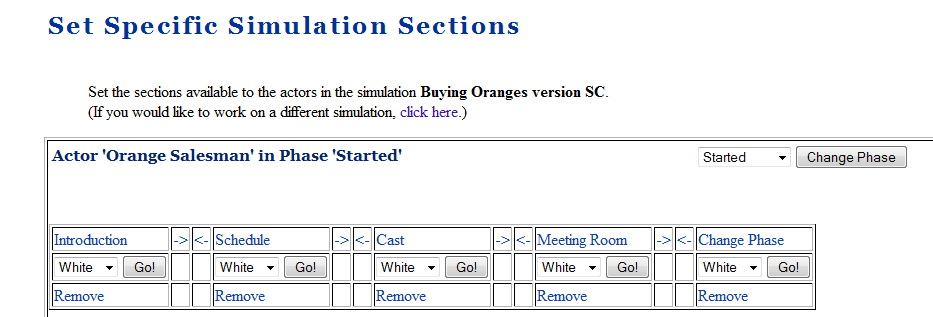 Set Specific Simulation Sections
Set the sections available to the actors in the simulation Buying Oranges version SC.
(If you would like to work on a different simulation, click here.)
Actor 'Orange Salesman' in Phase 'Started' Started Change Phase
Introduction -> <- Schedule -> <- Cast -> <- Meeting Room -> <- Change Phase
White Go! White Go! White Go! White Go! White Go!
Remove Remove Remove Remove Remove